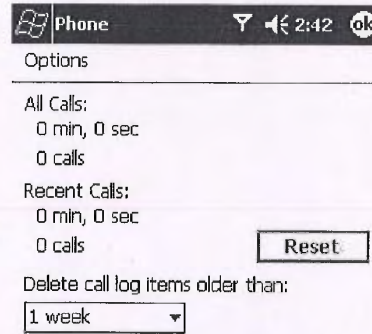 Phone 2:42 ok
Options
All Calls:
0 min, 0 sec
0 calls
Recent Calls:
0 min, 0 sec
0 calls Reset
Delete call log items older than:
1 week